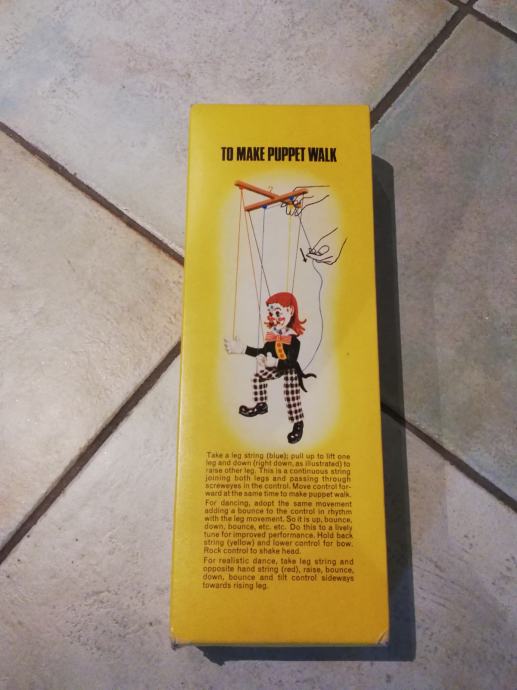 TO MAKE PUPPET WALK
Take a leg string (blue); pull up to lift one
leg and down (right down, as illustrated) to
raise other leg. This is a continuous string
joining both legs and passing through
screweyes in the control. Move control for-
ward at the same time to make puppet walk.
For dancing, adopt the same movement
adding a bounce to the control in rhythm
with the leg movement. So it is up, bounce,
down, bounce, etc. etc. Do this to a lively
tune for improved performance. Hold back
string (yellow) and lower control for bow.
Rock control to shake head.
For realistic dance, take leg string and
opposite hand string (red), raise, bounce,
down, bounce and tilt control sideways
towards rising leg.